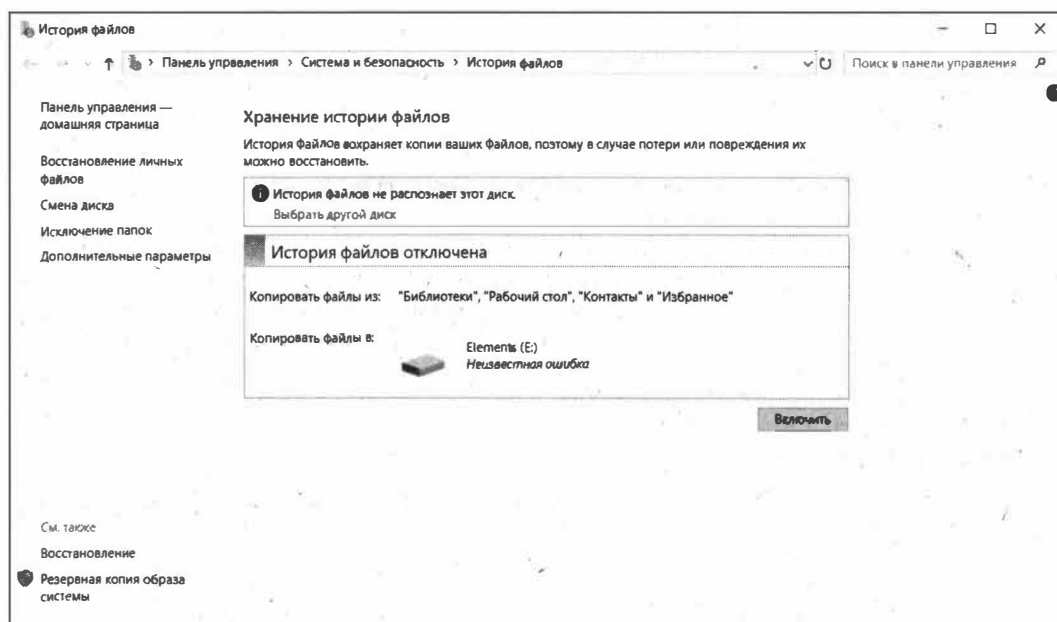 История файлов
Панель управления › Система и безопасность › История файлов
Поиск в панели управления
Панель управления —
домашняя страница
Восстановление личных
файлов
Смена диска
Исключение папок
Дополнительные параметры
Хранение истории файлов
История файлов вохраняет копии ваших файлов, поэтому в случае потери или повреждения их
можно восстановить.
История файлов не распознает этот диск.
Выбрать другой диск
История файлов отключена
Копировать файлы из: "Библиотеки", "Рабочий стол", "Контакты" и "Избранное"
Копировать файлы в:
Elements (E:)
Неизвестная ошибка
Включить
См. также
Восстановление
Резервная копия образа
системы